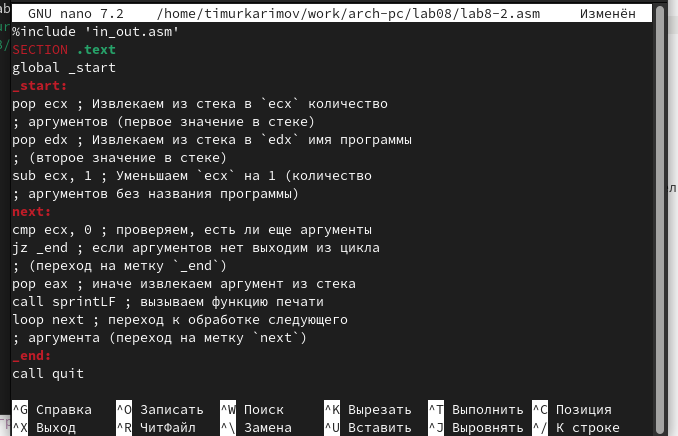 GNU nano 7.2 /home/timurkarimov/work/arch-pc/lab08/lab8-2.asm Изменён
%include 'in_out.asm'
SECTION .text
global _start
_start:
pop ecx ; Извлекаем из стека в `ecx` количество
; аргументов (первое значение в стеке)
pop edx ; Извлекаем из стека в `edx` имя программы
; (второе значение в стеке)
sub ecx, 1 ; Уменьшаем `ecx` на 1 (количество
; аргументов без названия программы)
next:
cmp ecx, 0 ; проверяем, есть ли еще аргументы
jz _end ; если аргументов нет выходим из цикла
; (переход на метку `_end`)
pop eax ; иначе извлекаем аргумент из стека
call sprintLF ; вызываем функцию печати
loop next ; переход к обработке следующего
; аргумента (переход на метку `next`)
_end:
call quit
^G Справка ^O Записать ^W Поиск ^K Вырезать ^T Выполнить ^C Позиция
^X Выход ^R ЧитФайл ^\ Замена ^U Вставить ^J Выровнять ^/ К строке